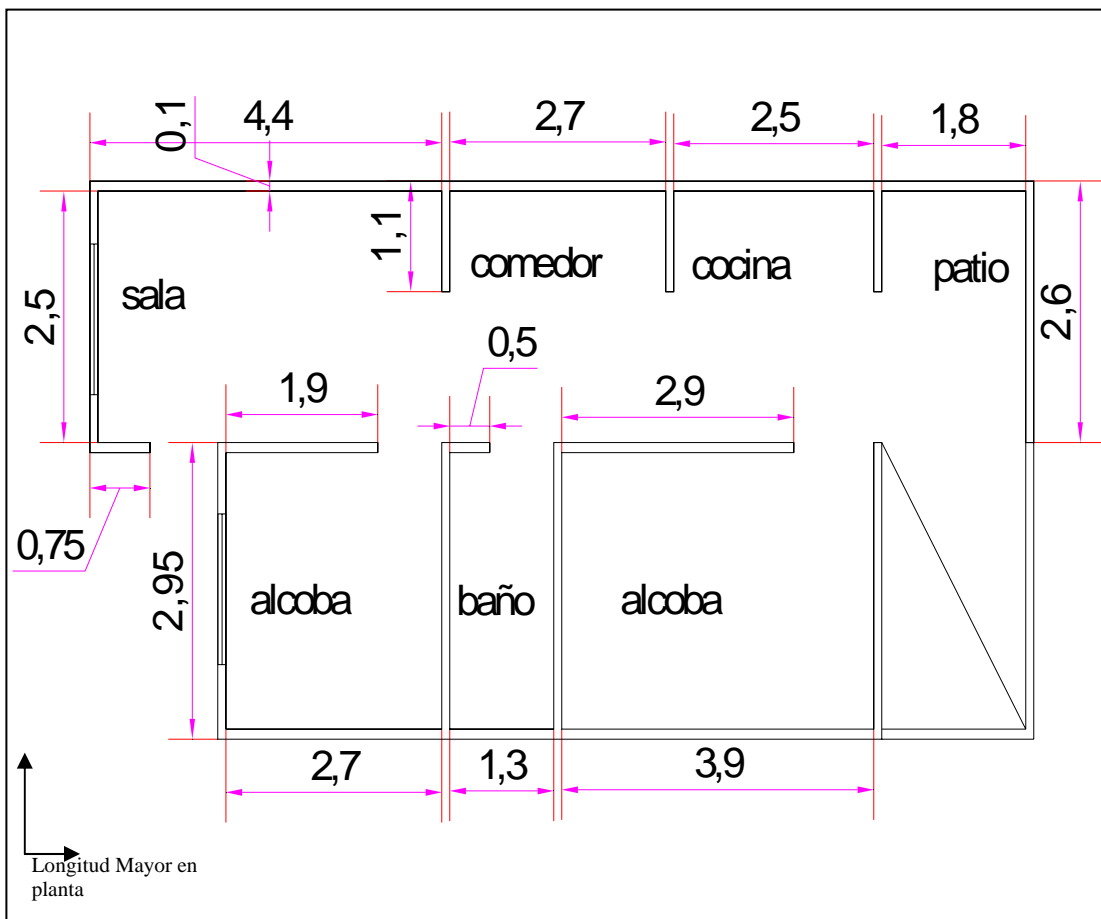 0,1
4,4
2,7
2,5
1,8
1,1
comedor
cocina
patio
sala
2,5
2,6
0,5
1,9
2,9
0,75
2,95
alcoba
baño
alcoba
2,7
1,3
3,9
Longitud Mayor en
planta